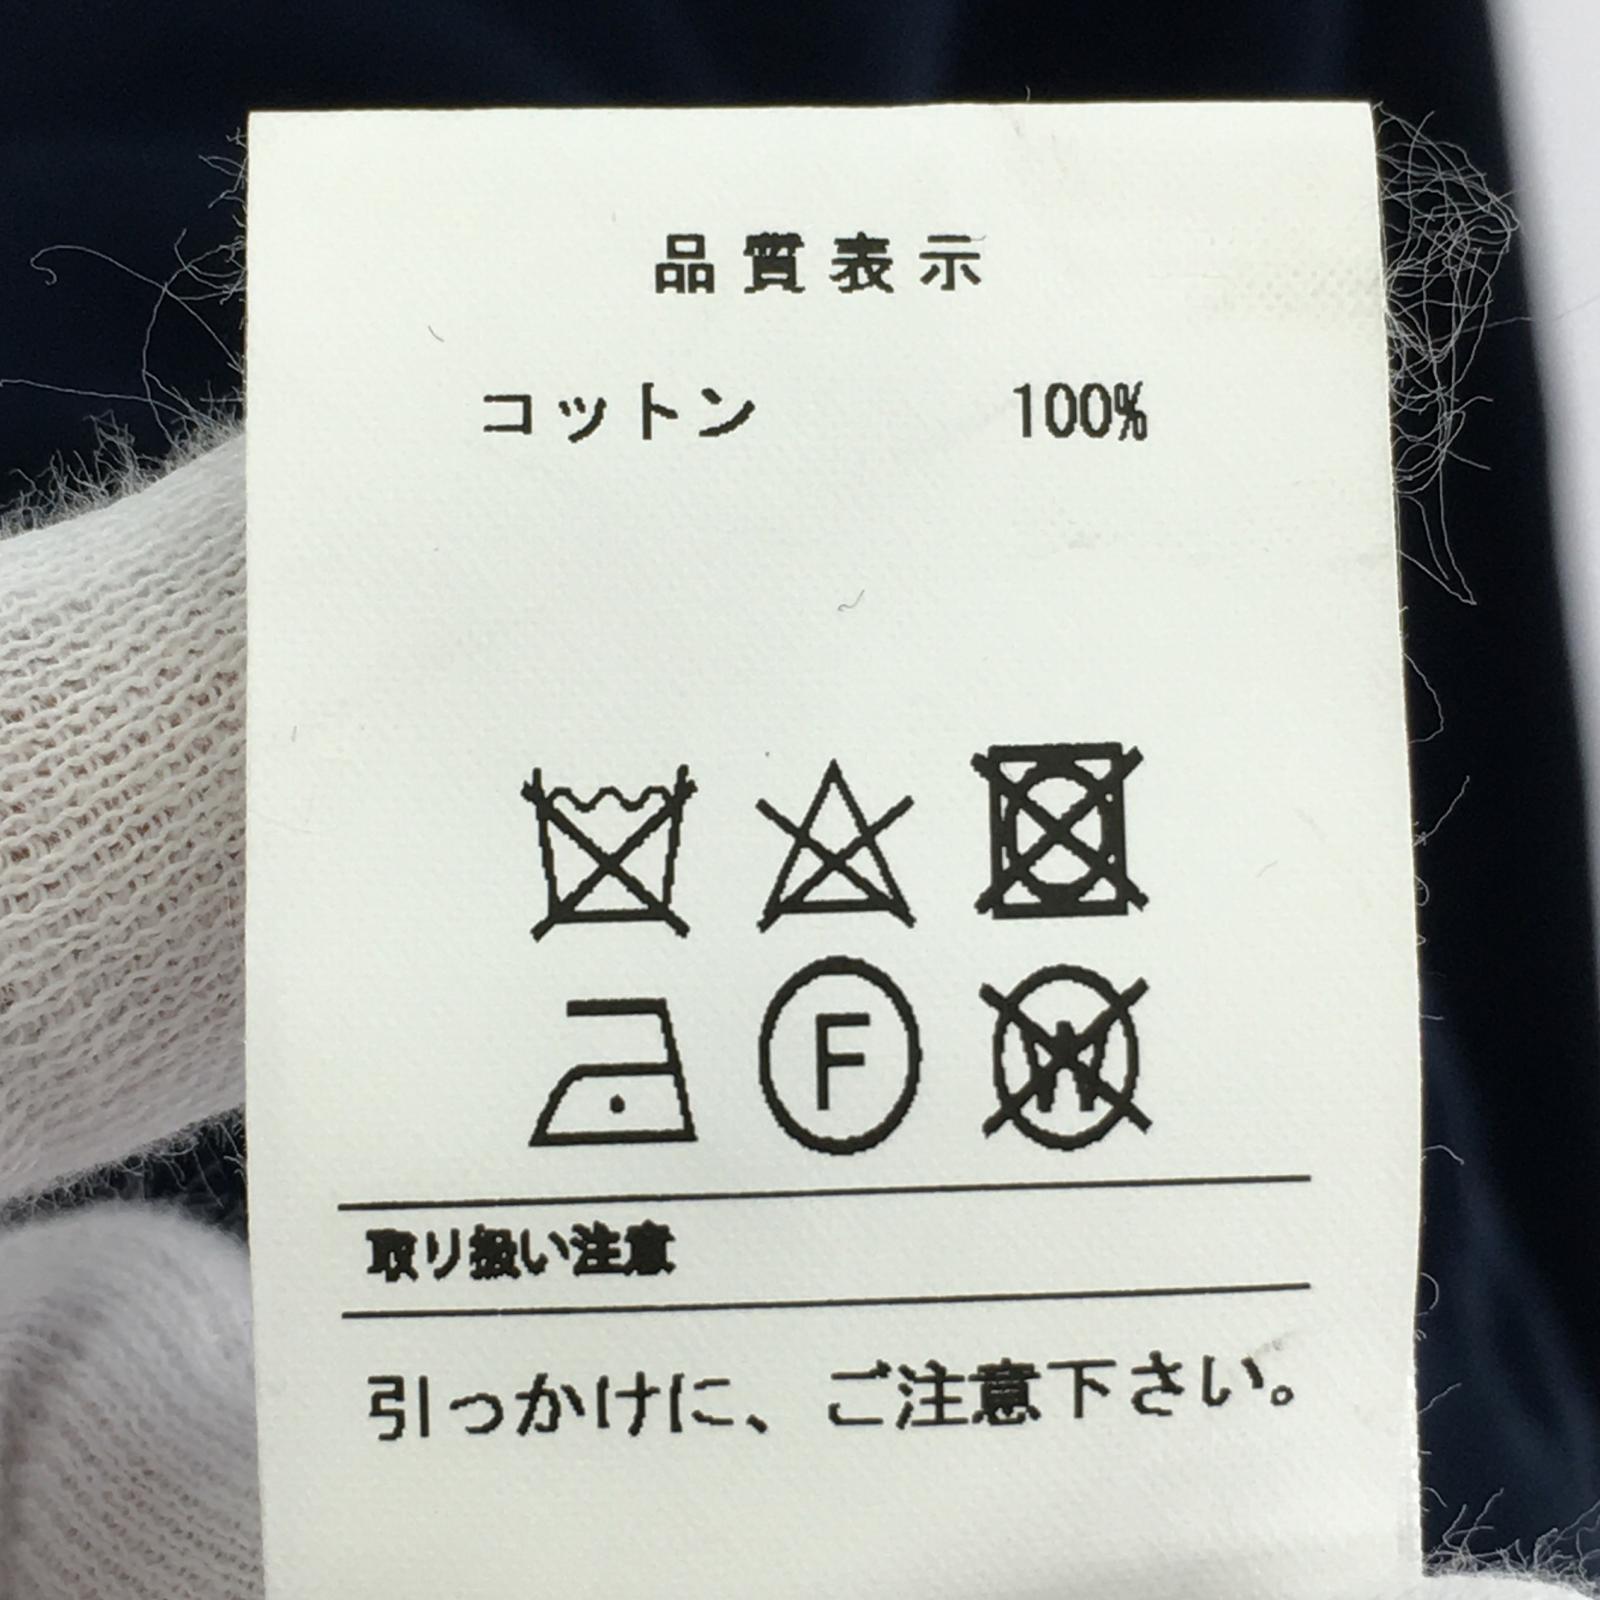 品質表示
コットン 100%
F W
取り扱い注意
引っかけに、ご注意下さい。